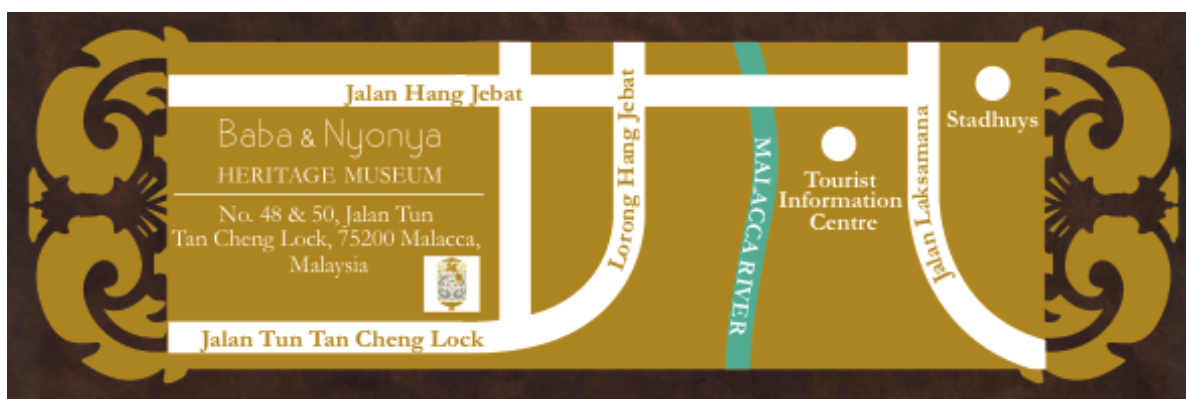 Jalan Hang Jebat
Baba & Nyonya
HERITAGE MUSEUM
No. 48 & 50, Jalan Tun
Tan Cheng Lock, 75200 Malacca,
Malaysia
Jalan Tun Tan Cheng Lock
Lorong Hang Jebat
MALACCA RIVER
Tourist
Information
Centre
Jalan Laksamana
Stadhuys